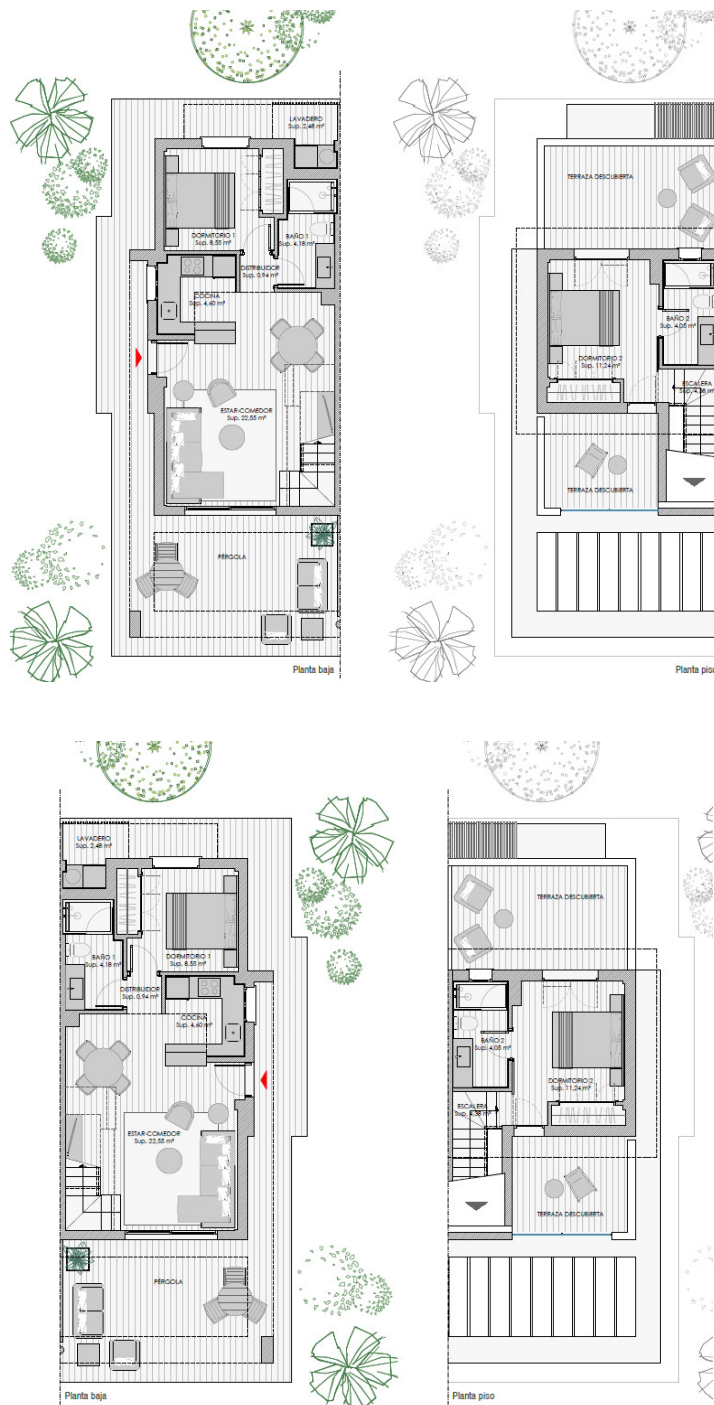 LAVADERO
Sup. 2,48 m²
DORMITORIO 1
Sup. 8,55 m²
BAÑO 1
Sup. 4,18 m²
DISTRIBUIDOR
Sup. 0,94 m²
COCINA
Sup. 4,60 m²
ESTAR-COMEDOR
Sup. 22,55 m²
PÉRGOLA
Planta baja
TERRAZA DESCUBIERTA
BAÑO 2
Sup. 4,05 m²
DORMITORIO 2
Sup. 11,24 m²
ESCALERA
Sup. 4,38 m²
TERRAZA DESCUBIERTA
Planta piso
LAVADERO
Sup. 2,48 m²
BAÑO 1
Sup. 4,18 m²
DORMITORIO 1
Sup. 8,55 m²
DISTRIBUIDOR
Sup. 0,94 m²
COCINA
Sup. 4,60 m²
ESTAR-COMEDOR
Sup. 22,55 m²
PÉRGOLA
Planta baja
TERRAZA DESCUBIERTA
BAÑO 2
Sup. 4,05 m²
DORMITORIO 2
Sup. 11,24 m²
ESCALERA
Sup. 4,38 m²
TERRAZA DESCUBIERTA
Planta piso